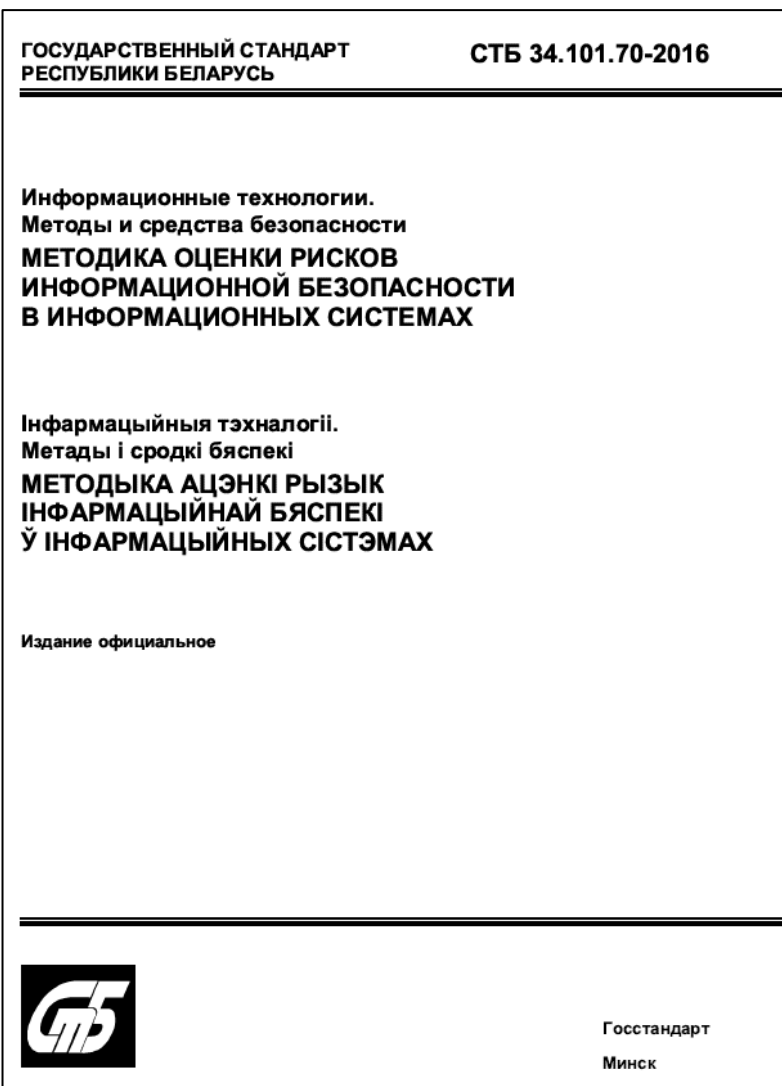 ГОСУДАРСТВЕННЫЙ СТАНДАРТ
РЕСПУБЛИКИ БЕЛАРУСЬ
СТБ 34.101.70-2016
Информационные технологии.
Методы и средства безопасности
МЕТОДИКА ОЦЕНКИ РИСКОВ
ИНФОРМАЦИОННОЙ БЕЗОПАСНОСТИ
В ИНФОРМАЦИОННЫХ СИСТЕМАХ
Інфармацыйныя тэхналогіі.
Метады і сродкі бяспекі
МЕТОДЫКА АЦЭНКІ РЫЗЫК
ІНФАРМАЦЫЙНАЙ БЯСПЕКІ
Ў ІНФАРМАЦЫЙНЫХ СІСТЭМАХ
Издание официальное
СтБ
Госстандарт
Минск